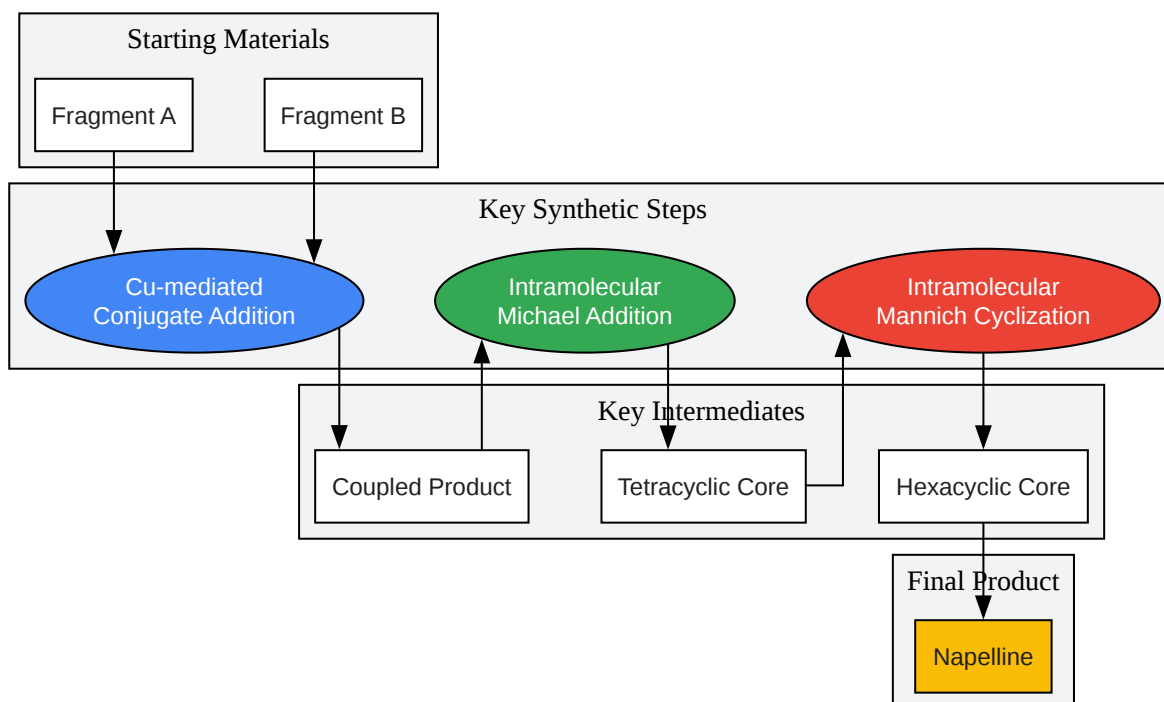 Starting Materials
Fragment A
Fragment B
Key Synthetic Steps
Cu-mediated
Conjugate Addition
Intramolecular
Michael Addition
Intramolecular
Mannich Cyclization
Key Intermediates
Coupled Product
Tetracyclic Core
Hexacyclic Core
Final Product
Napelline